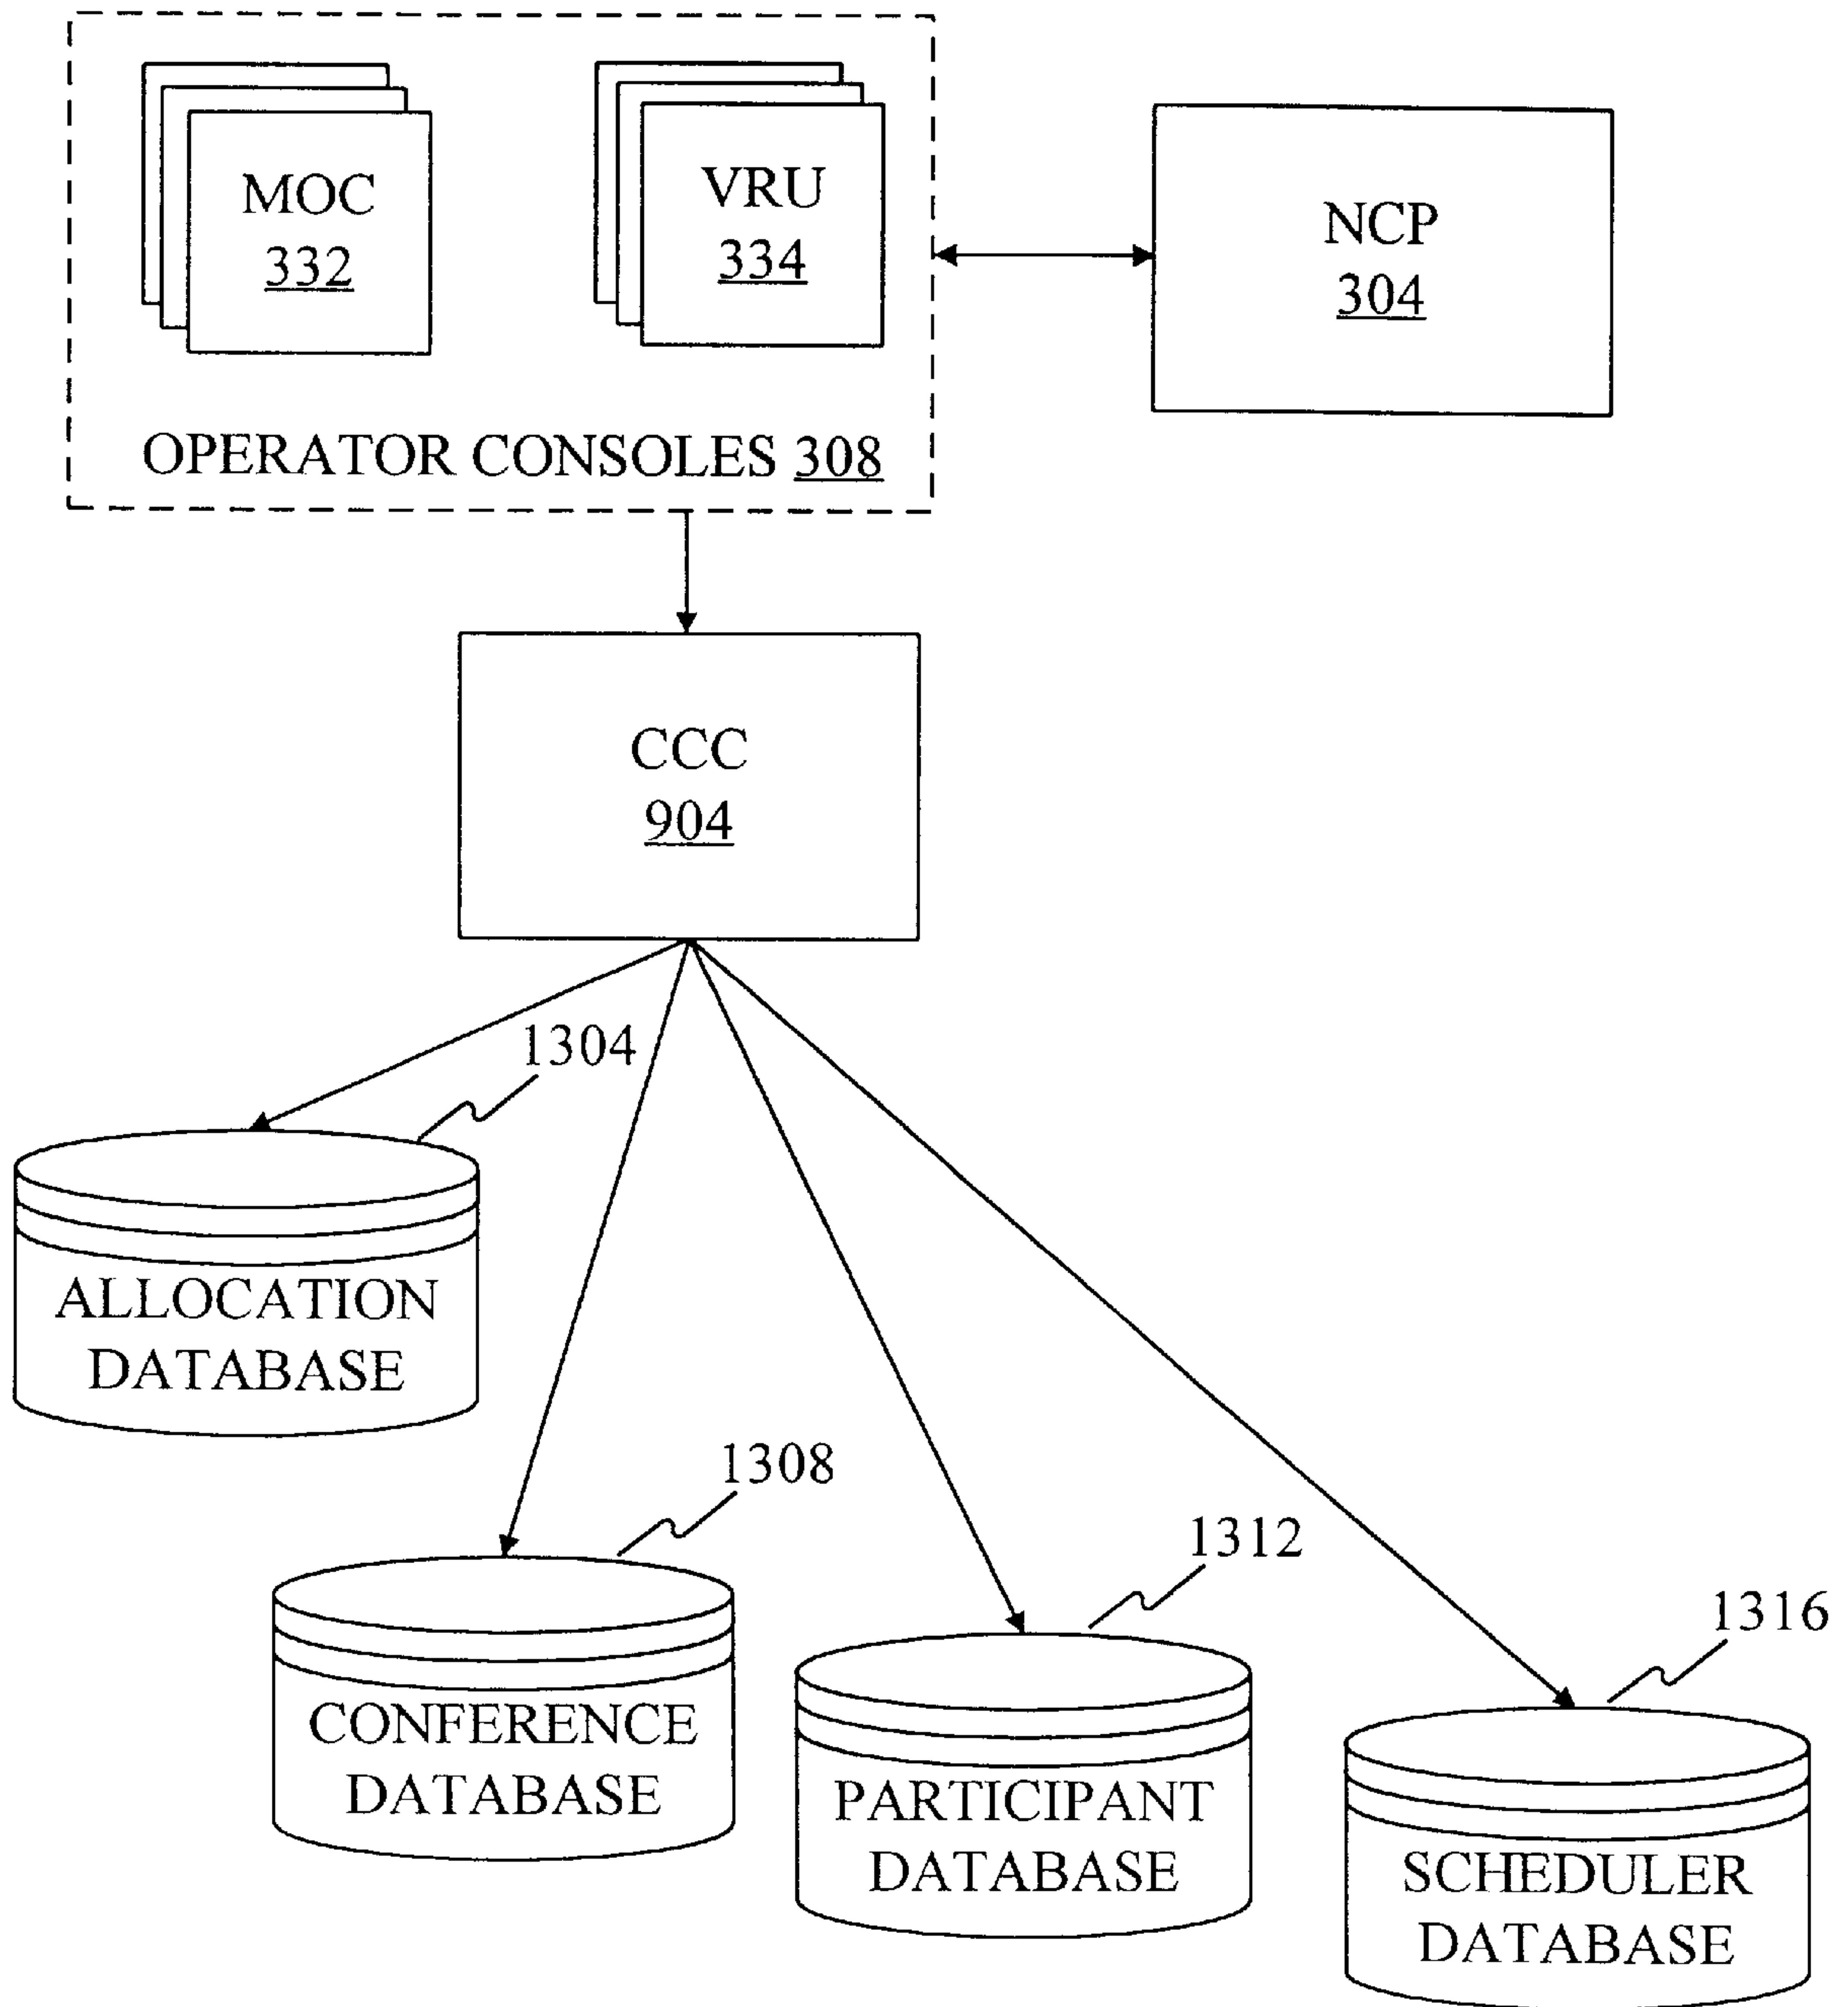 MOC
332
VRU
334
OPERATOR CONSOLES 308
NCP
304
CCC
904
1304
ALLOCATION
DATABASE
1308
CONFERENCE
DATABASE
1312
PARTICIPANT
DATABASE
1316
SCHEDULER
DATABASE